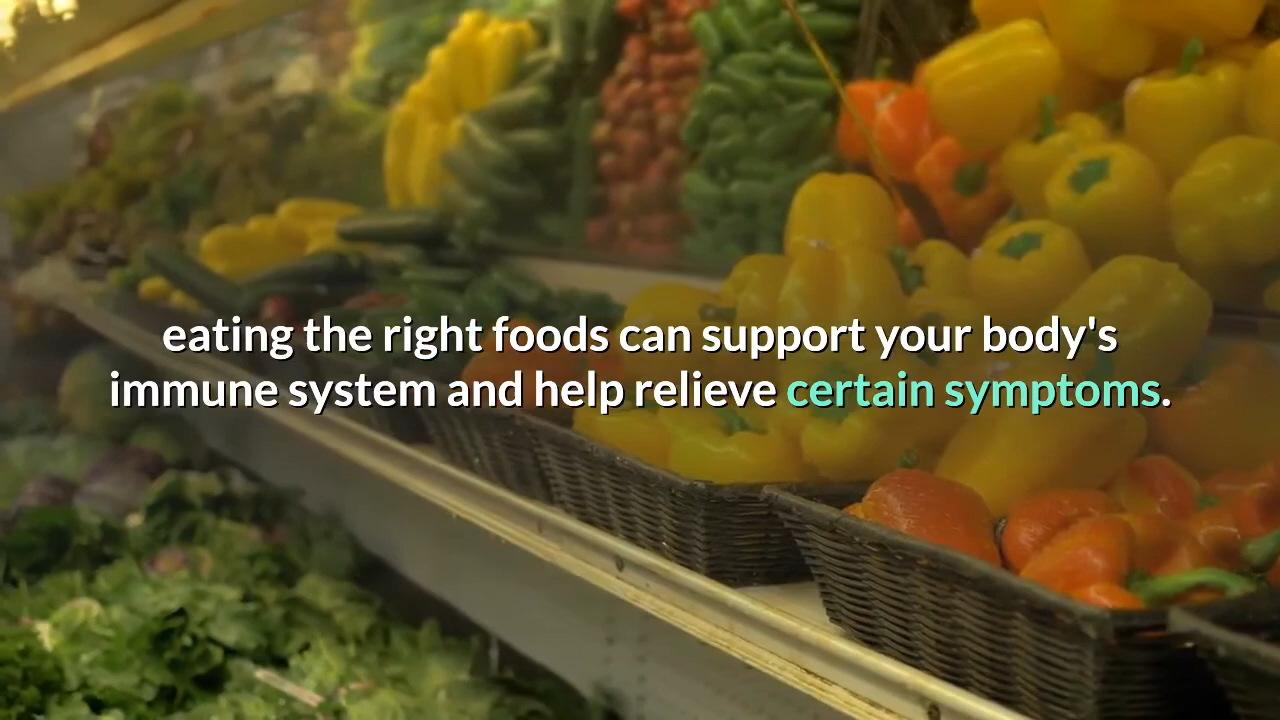 eating the right foods can support your body's
immune system and help relieve certain symptoms.